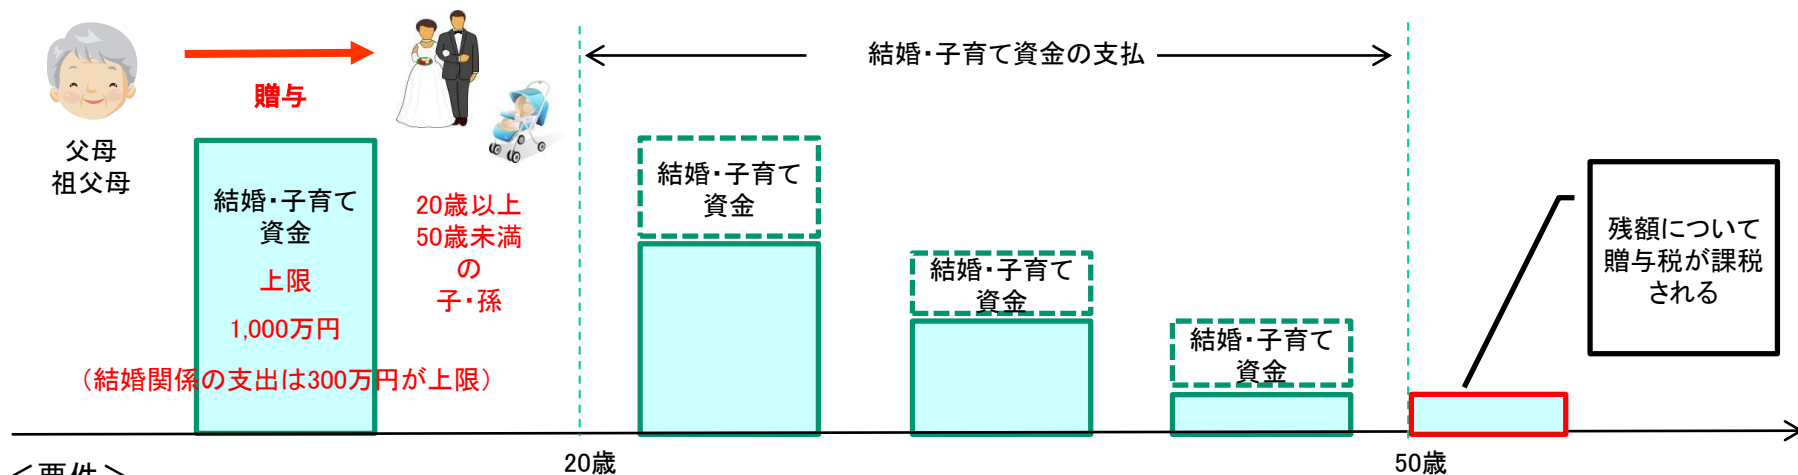 父母
祖父母
贈与
結婚・子育て
資金
上限
1,000万円
（結婚関係の支出は300万円が上限）
20歳以上
50歳未満
の
子・孫
結婚・子育て資金の支払
結婚・子育て
資金
結婚・子育て
資金
結婚・子育て
資金
残額について
贈与税が課税
される
20歳
50歳
＜要件＞